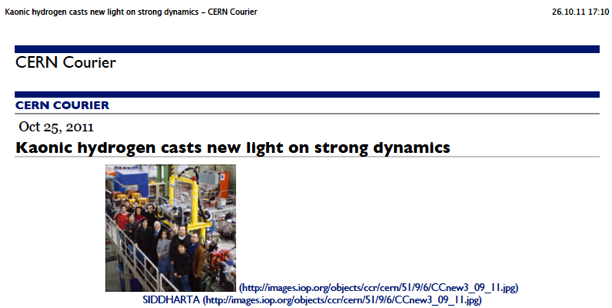 Kaonic hydrogen casts new light on strong dynamics – CERN Courier 26.10.11 17:10
CERN Courier
CERN COURIER
Oct 25, 2011
Kaonic hydrogen casts new light on strong dynamics
(http://images.iop.org/objects/ccr/cern/51/9/6/CCnew3_09_11.jpg)
SIDDHARTA (http://images.iop.org/objects/ccr/cern/51/9/6/CCnew3_09_11.jpg)